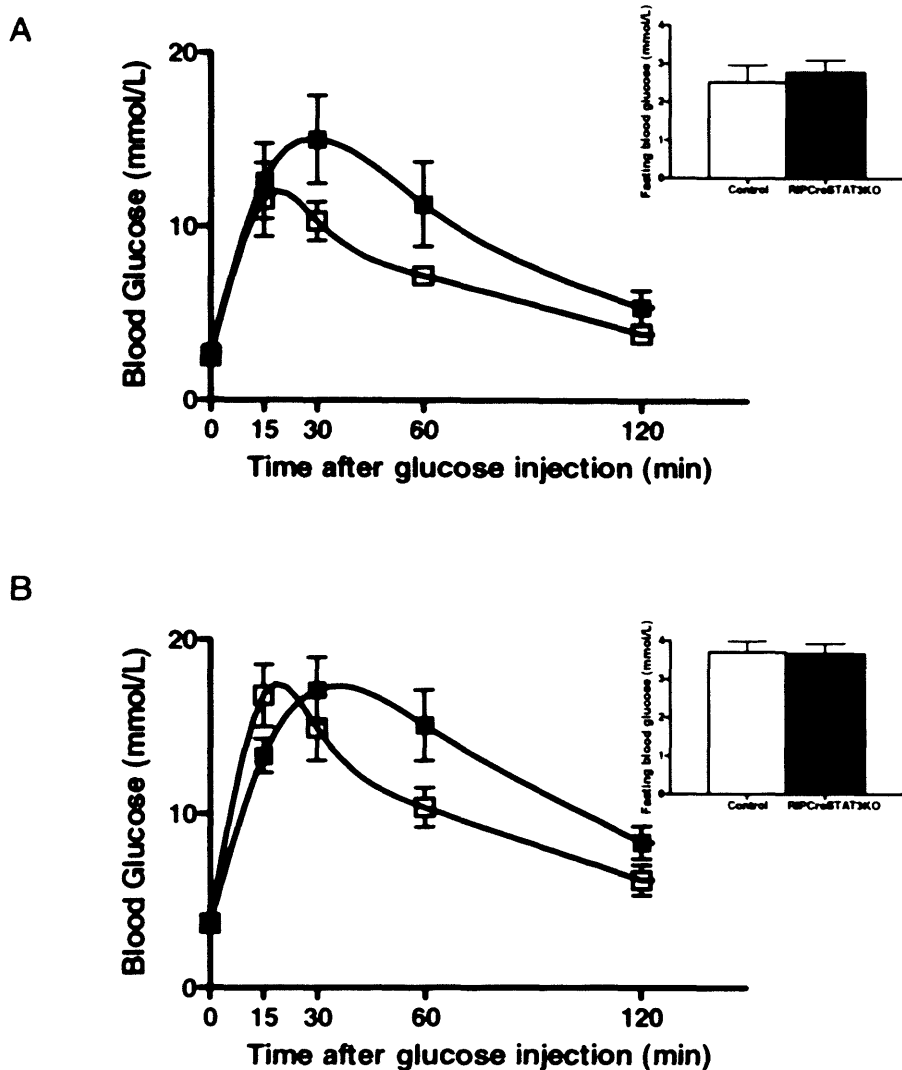 A
Blood Glucose (mmol/L)
20
10
0
0 15 30 60 120
Time after glucose injection (min)
Fasting blood glucose (mmol/L)
4
3
2
1
0
Control RIPCreSTAT3KO
B
Blood Glucose (mmol/L)
20
10
0
0 15 30 60 120
Time after glucose injection (min)
Fasting blood glucose (mmol/L)
4
3
2
1
0
Control RIPCreSTAT3KO